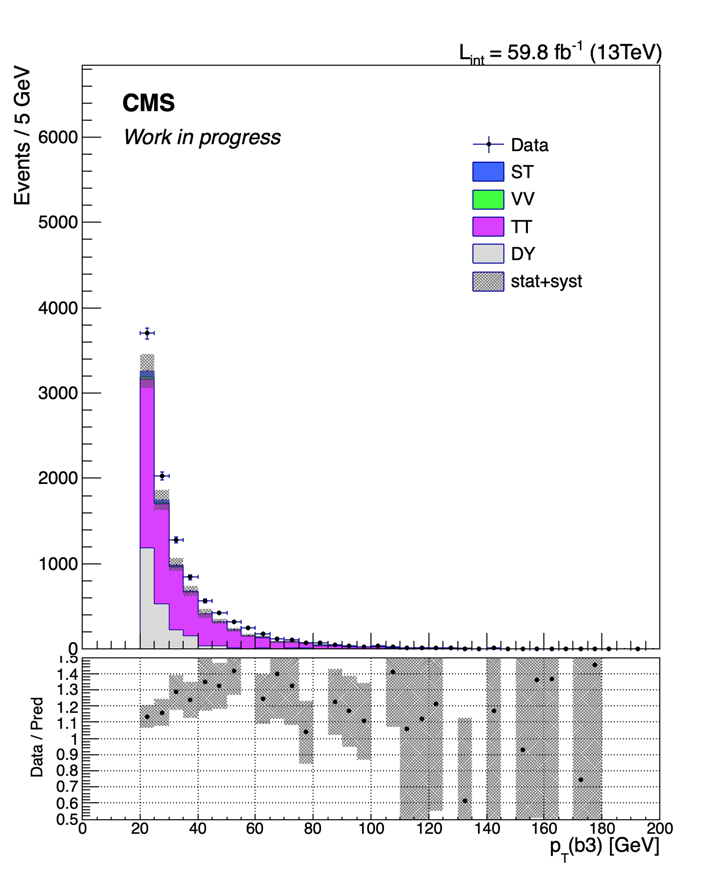 L_int = 59.8 fb^-1 (13TeV)
Events / 5 GeV
CMS
Work in progress
Data
ST
VV
TT
DY
stat+syst
6000
5000
4000
3000
2000
1000
0
Data / Pred
1.5
1.4
1.3
1.2
1.1
1
0.9
0.8
0.7
0.6
0.5
0 20 40 60 80 100 120 140 160 180 200
p_T(b3) [GeV]